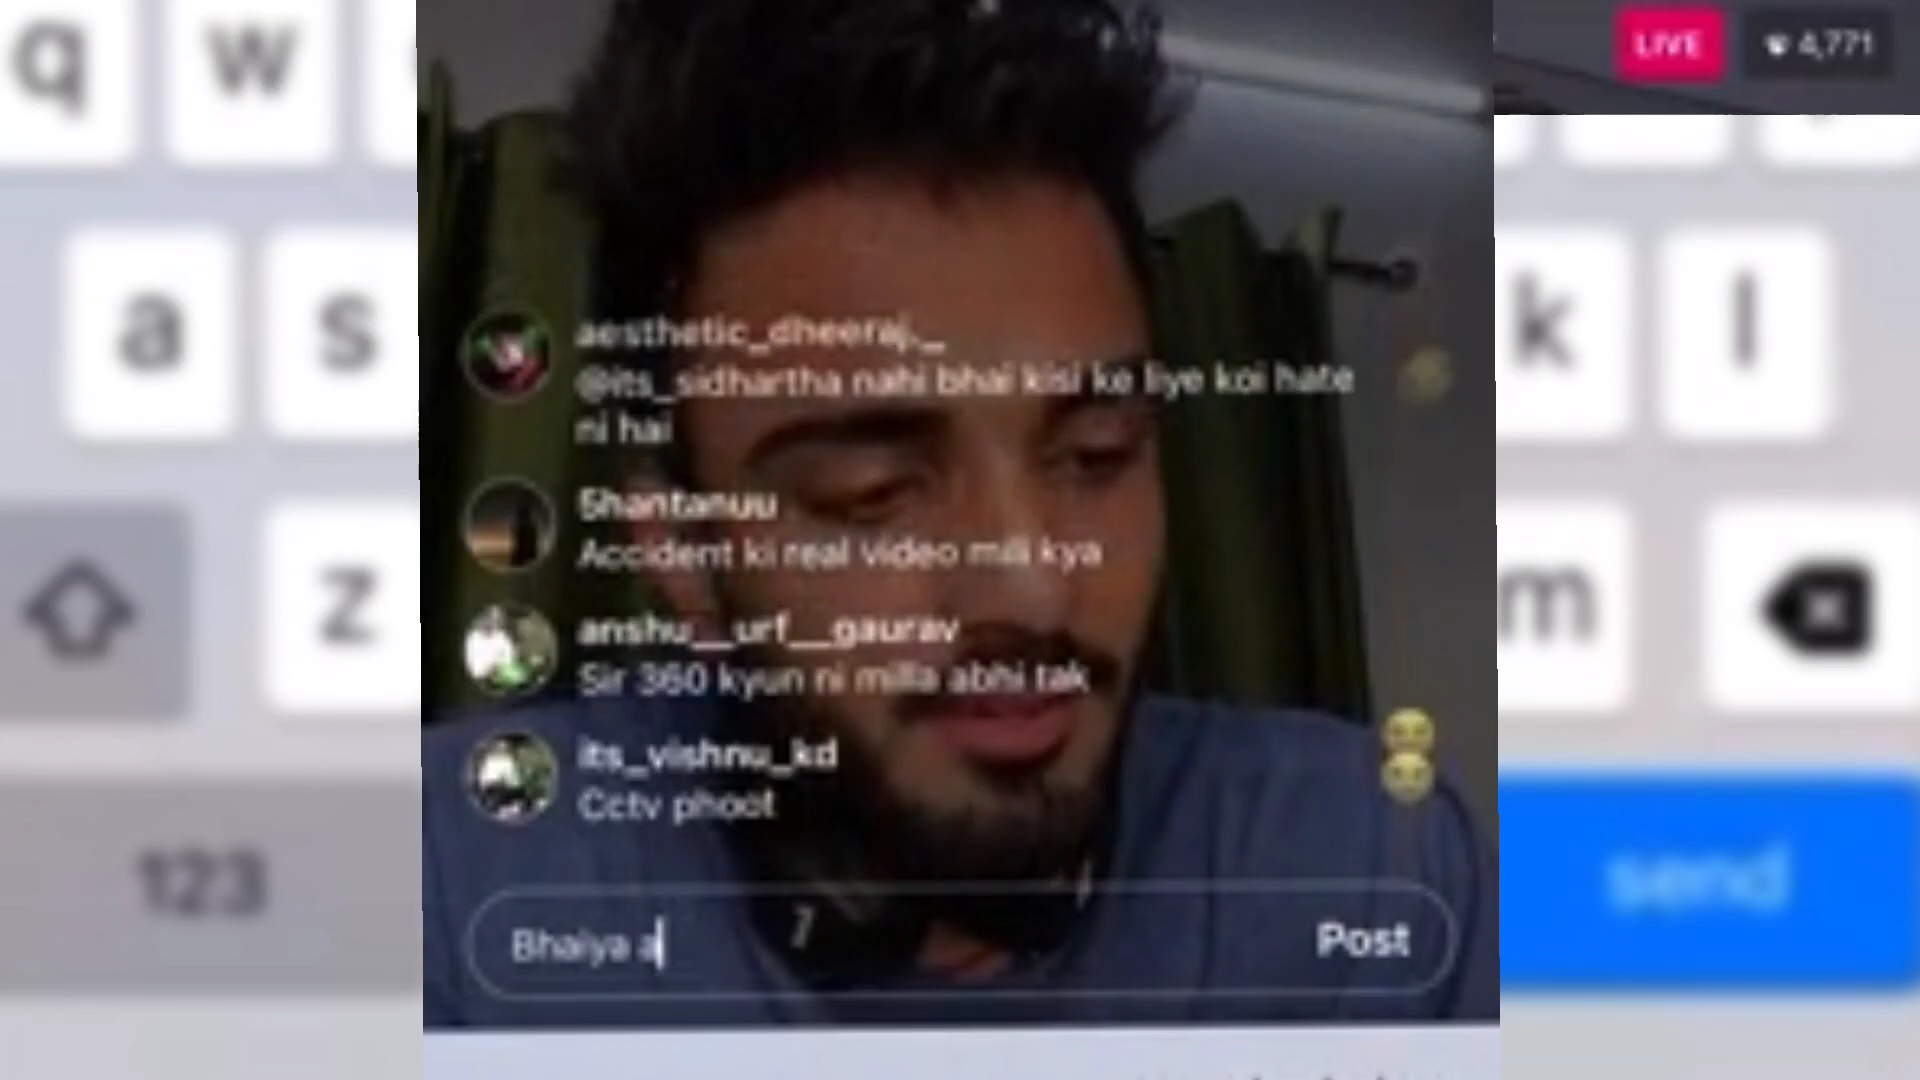 q w
LIVE 4,771
a s k l
aesthetic_dheeraj._
@its_sidhartha nahi bhai kisi ke liye koi hate
ni hai
Shantanuu
Accident ki real video mili kya
z m
anshu__urf__gaurav
Sir 360 kyun ni milla abhi tak
its_vishnu_kd
Cctv phoot
123 send
Bhaiya a
Post